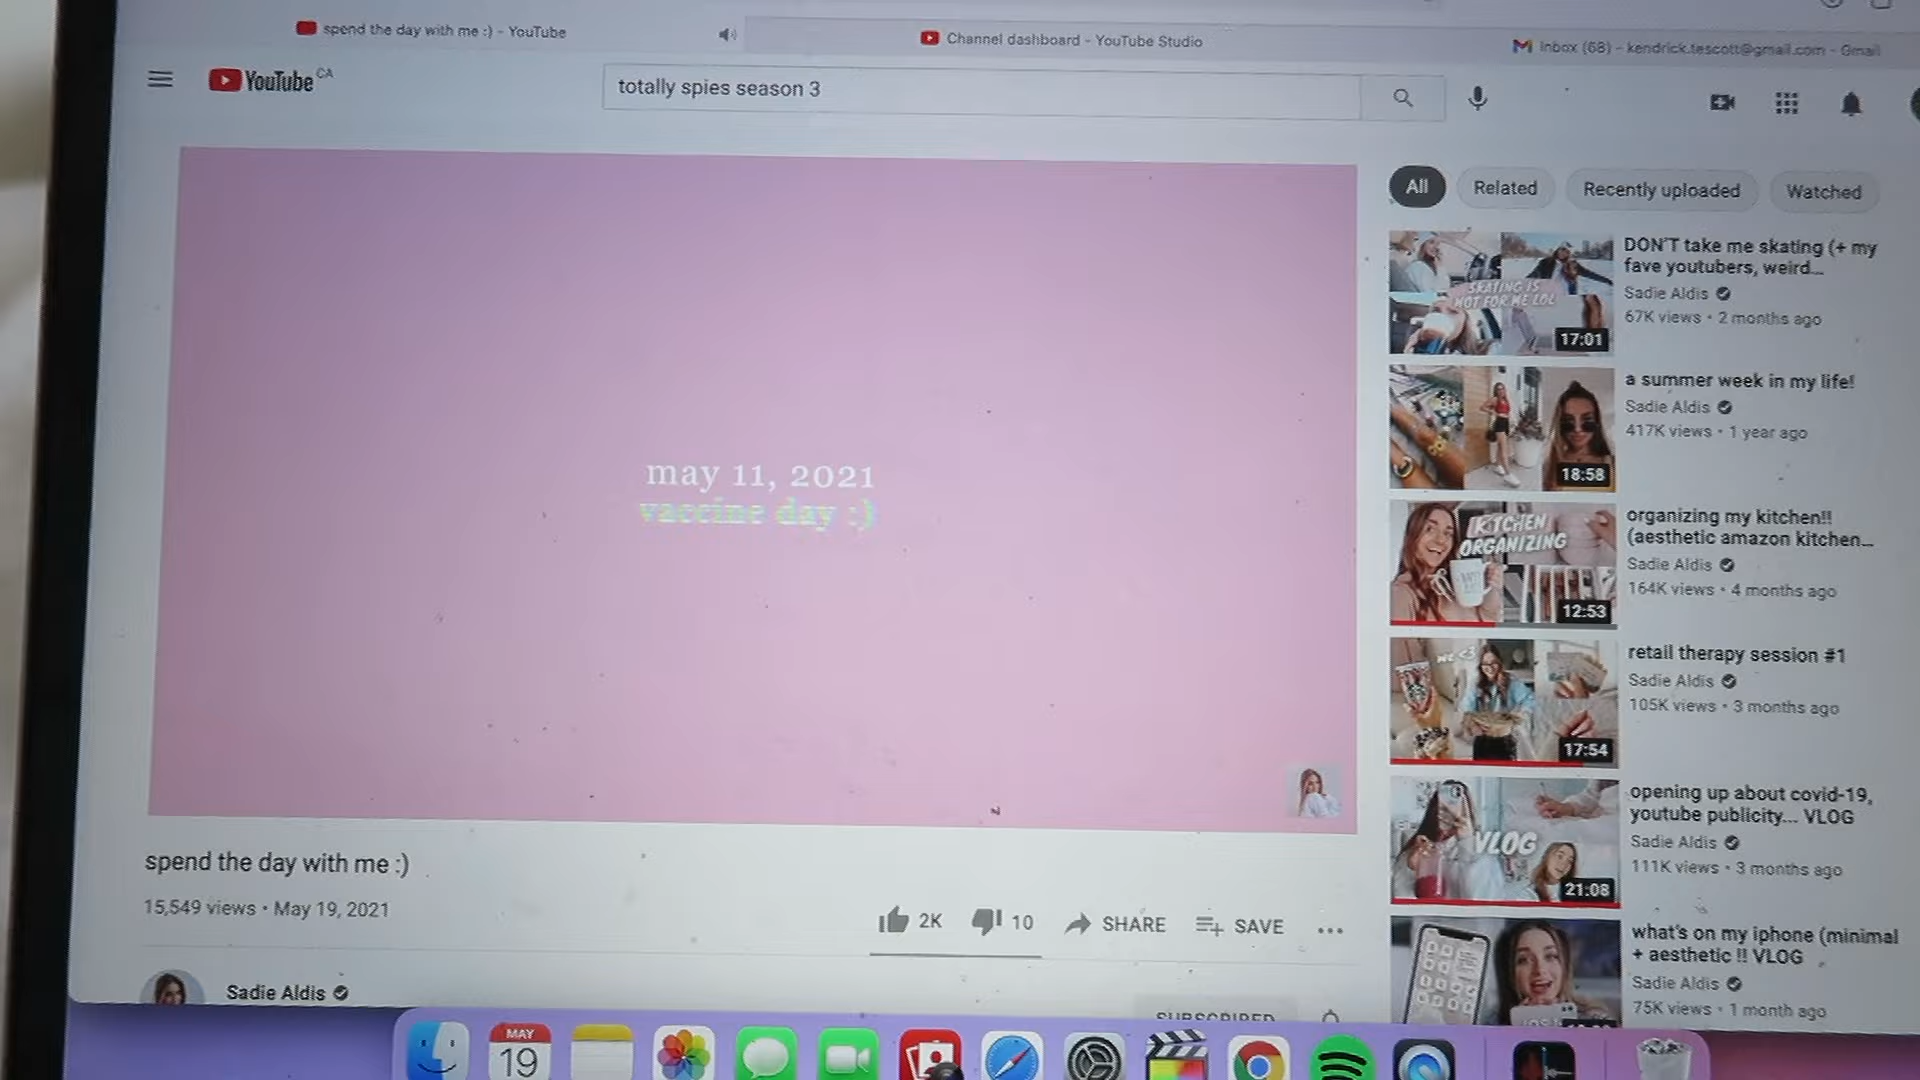 spend the day with me :) - YouTube
Channel dashboard - YouTube Studio
Inbox (68) - kendrick.tescott@gmail.com - Gmail
YouTube CA
totally spies season 3
All
Related
Recently uploaded
Watched
may 11, 2021
vaccine day :)
SKATING IS
NOT FOR ME LOL
17:01
DON'T take me skating (+ my
fave youtubers, weird...
Sadie Aldis
67K views • 2 months ago
18:58
a summer week in my life!
Sadie Aldis
417K views • 1 year ago
KITCHEN
ORGANIZING
12:53
organizing my kitchen!!
(aesthetic amazon kitchen...
Sadie Aldis
164K views • 4 months ago
17:54
retail therapy session #1
Sadie Aldis
105K views • 3 months ago
VLOG
21:08
opening up about covid-19,
youtube publicity... VLOG
Sadie Aldis
111K views • 3 months ago
what's on my iphone (minimal
+ aesthetic !! VLOG
Sadie Aldis
75K views • 1 month ago
spend the day with me :)
15,549 views • May 19, 2021
2K
10
SHARE
SAVE
Sadie Aldis
SUBSCRIBED
MAY
19